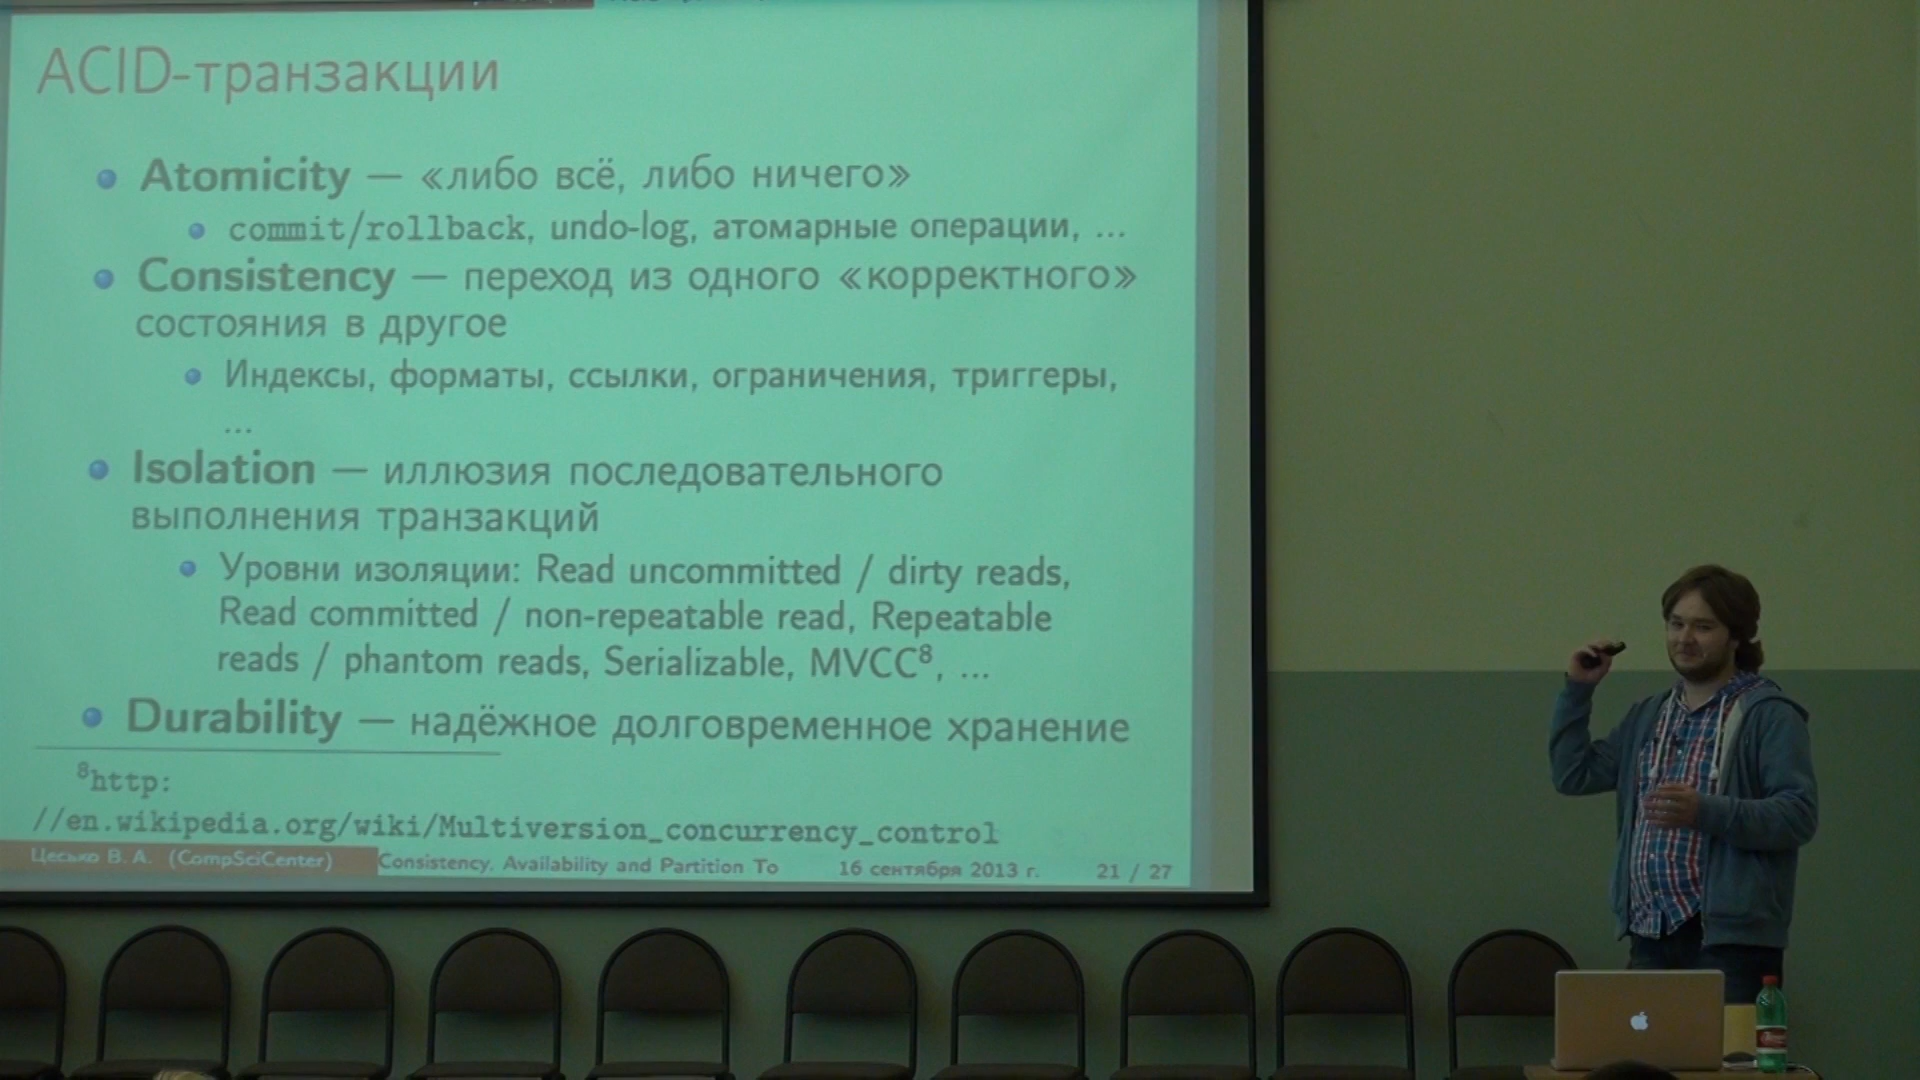 ACID-транзакции
Atomicity — «либо всё, либо ничего»
commit/rollback, undo-log, атомарные операции, ...
Consistency — переход из одного «корректного»
состояния в другое
Индексы, форматы, ссылки, ограничения, триггеры,
...
Isolation — иллюзия последовательного
выполнения транзакций
Уровни изоляции: Read uncommitted / dirty reads,
Read committed / non-repeatable read, Repeatable
reads / phantom reads, Serializable, MVCC⁸, ...
Durability — надёжное долговременное хранение
⁸http:
//en.wikipedia.org/wiki/Multiversion_concurrency_control
Цесько В. А. (CompSciCenter) Consistency, Availability and Partition To 16 сентября 2013 г. 21 / 27